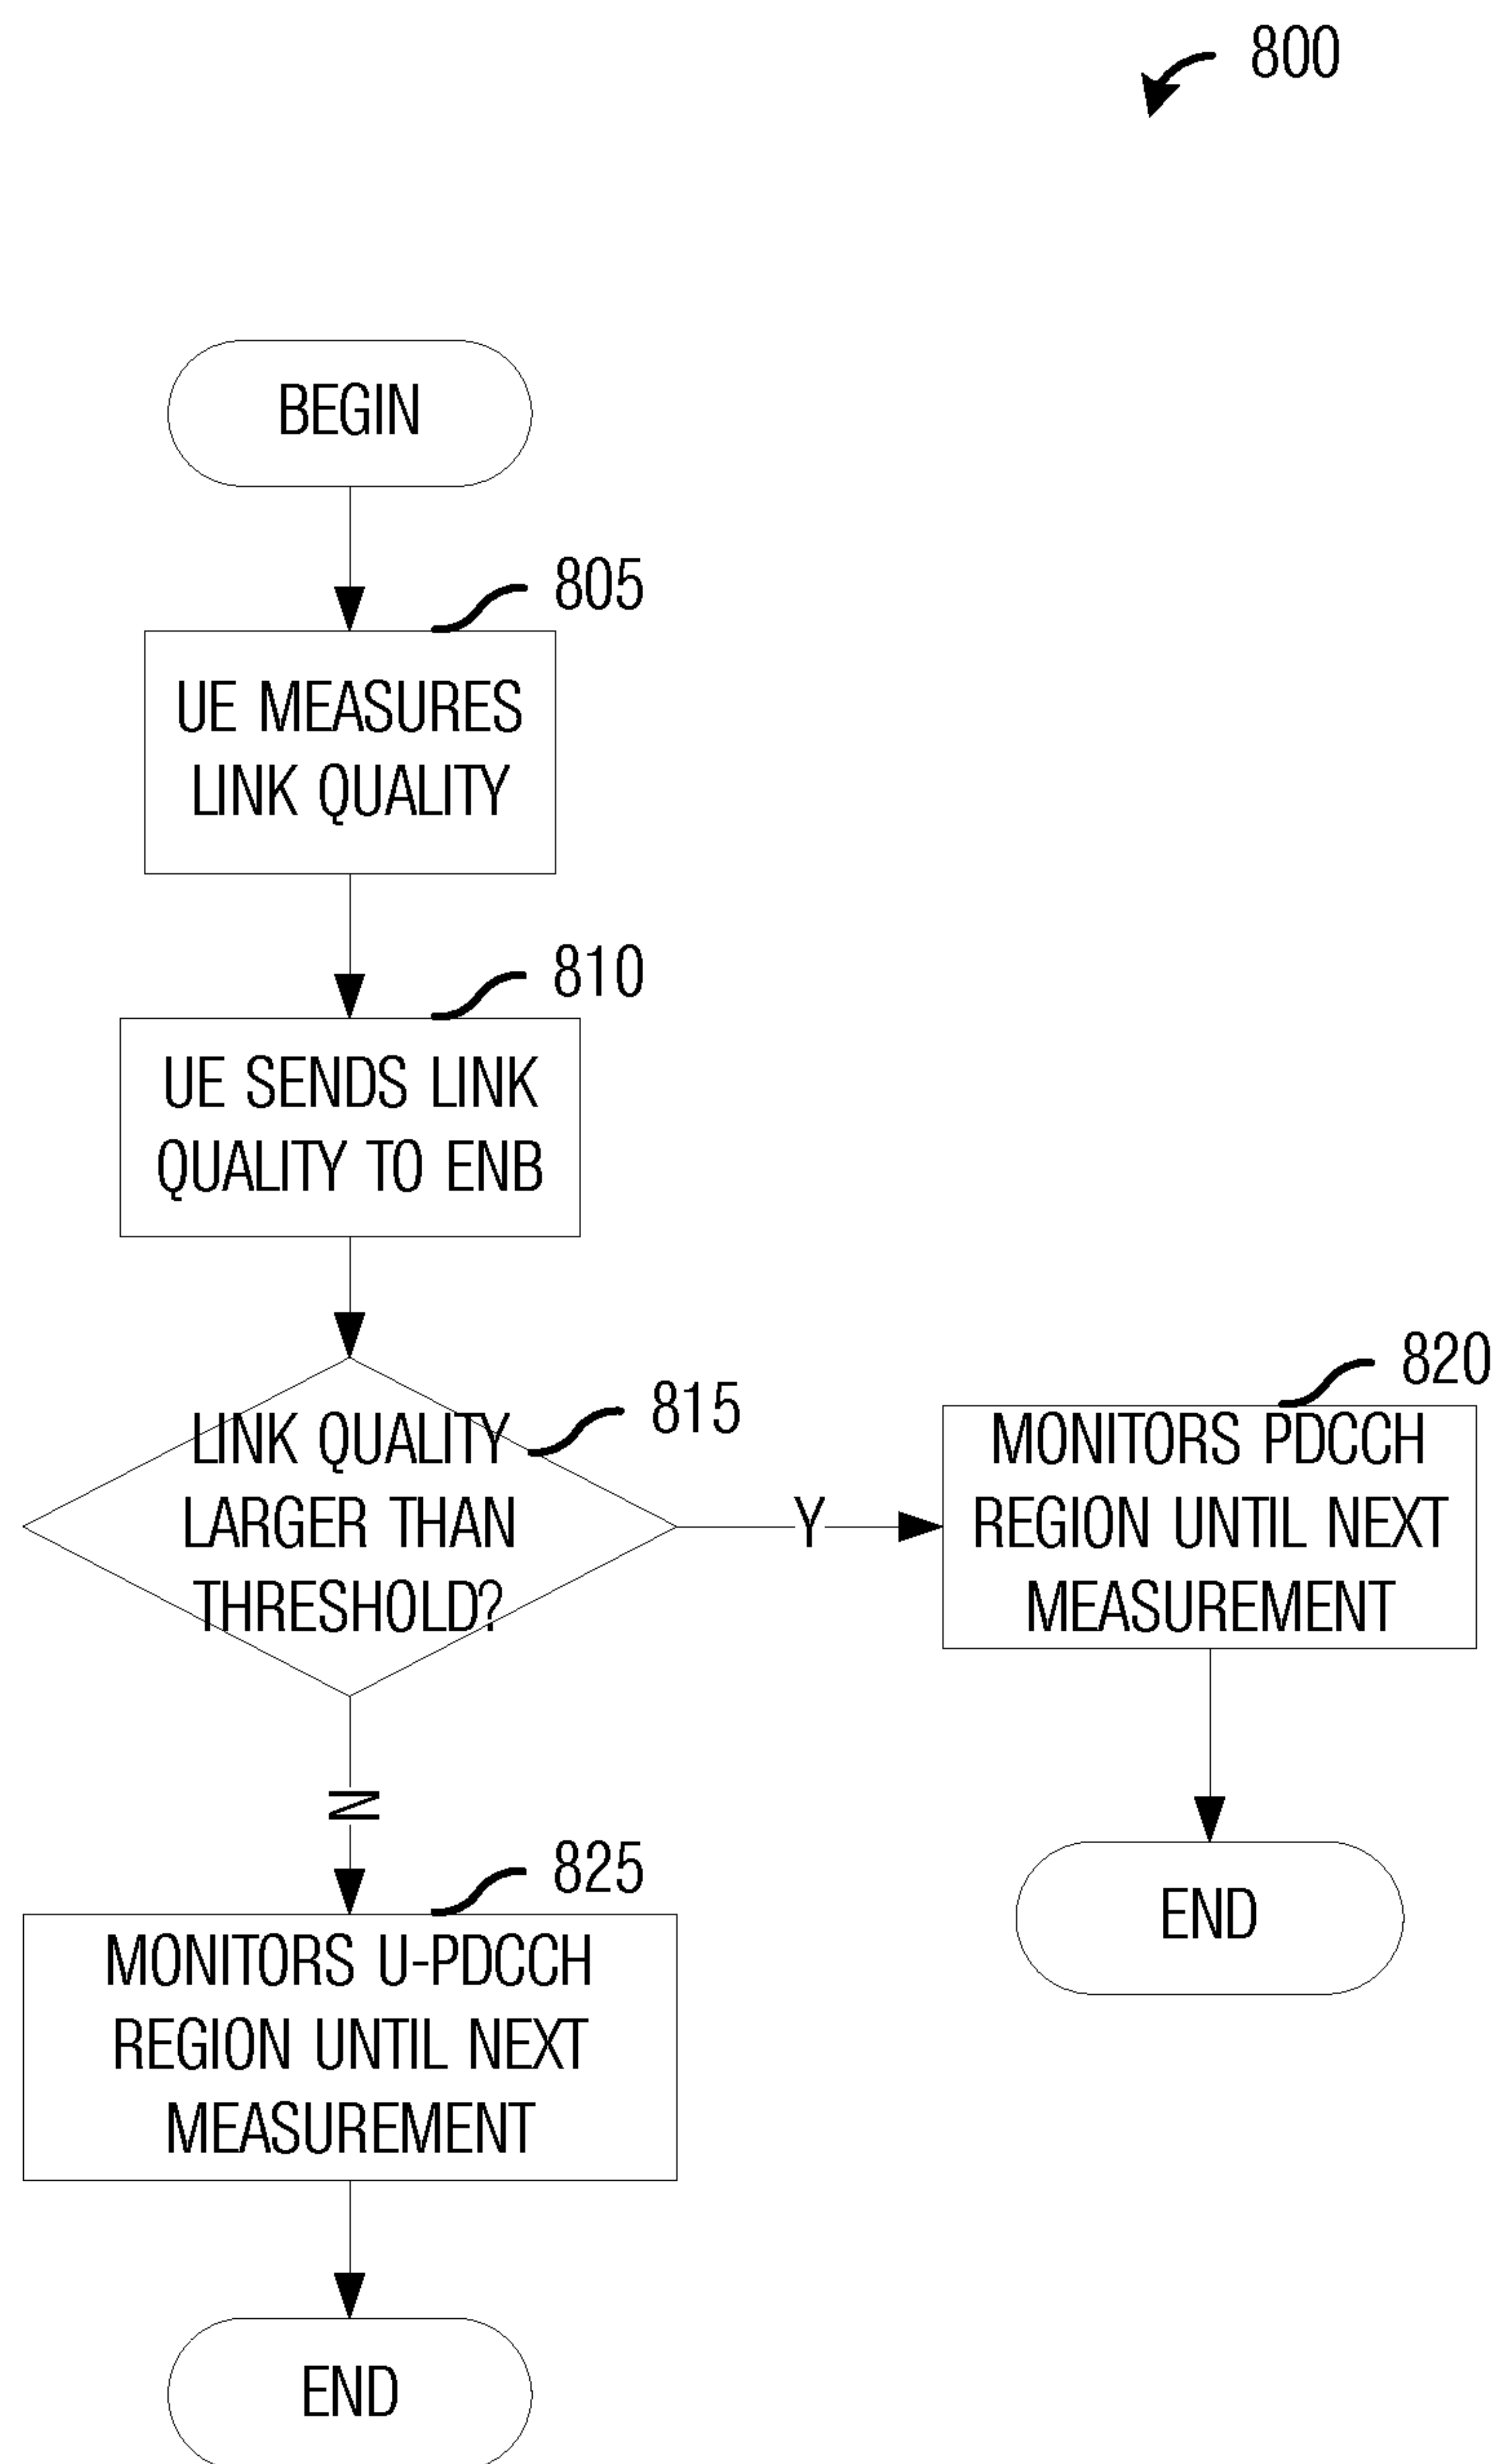 800
BEGIN
805
UE MEASURES
LINK QUALITY
810
UE SENDS LINK
QUALITY TO ENB
815
LINK QUALITY
LARGER THAN
THRESHOLD?
Y
820
MONITORS PDCCH
REGION UNTIL NEXT
MEASUREMENT
END
N
825
MONITORS U-PDCCH
REGION UNTIL NEXT
MEASUREMENT
END